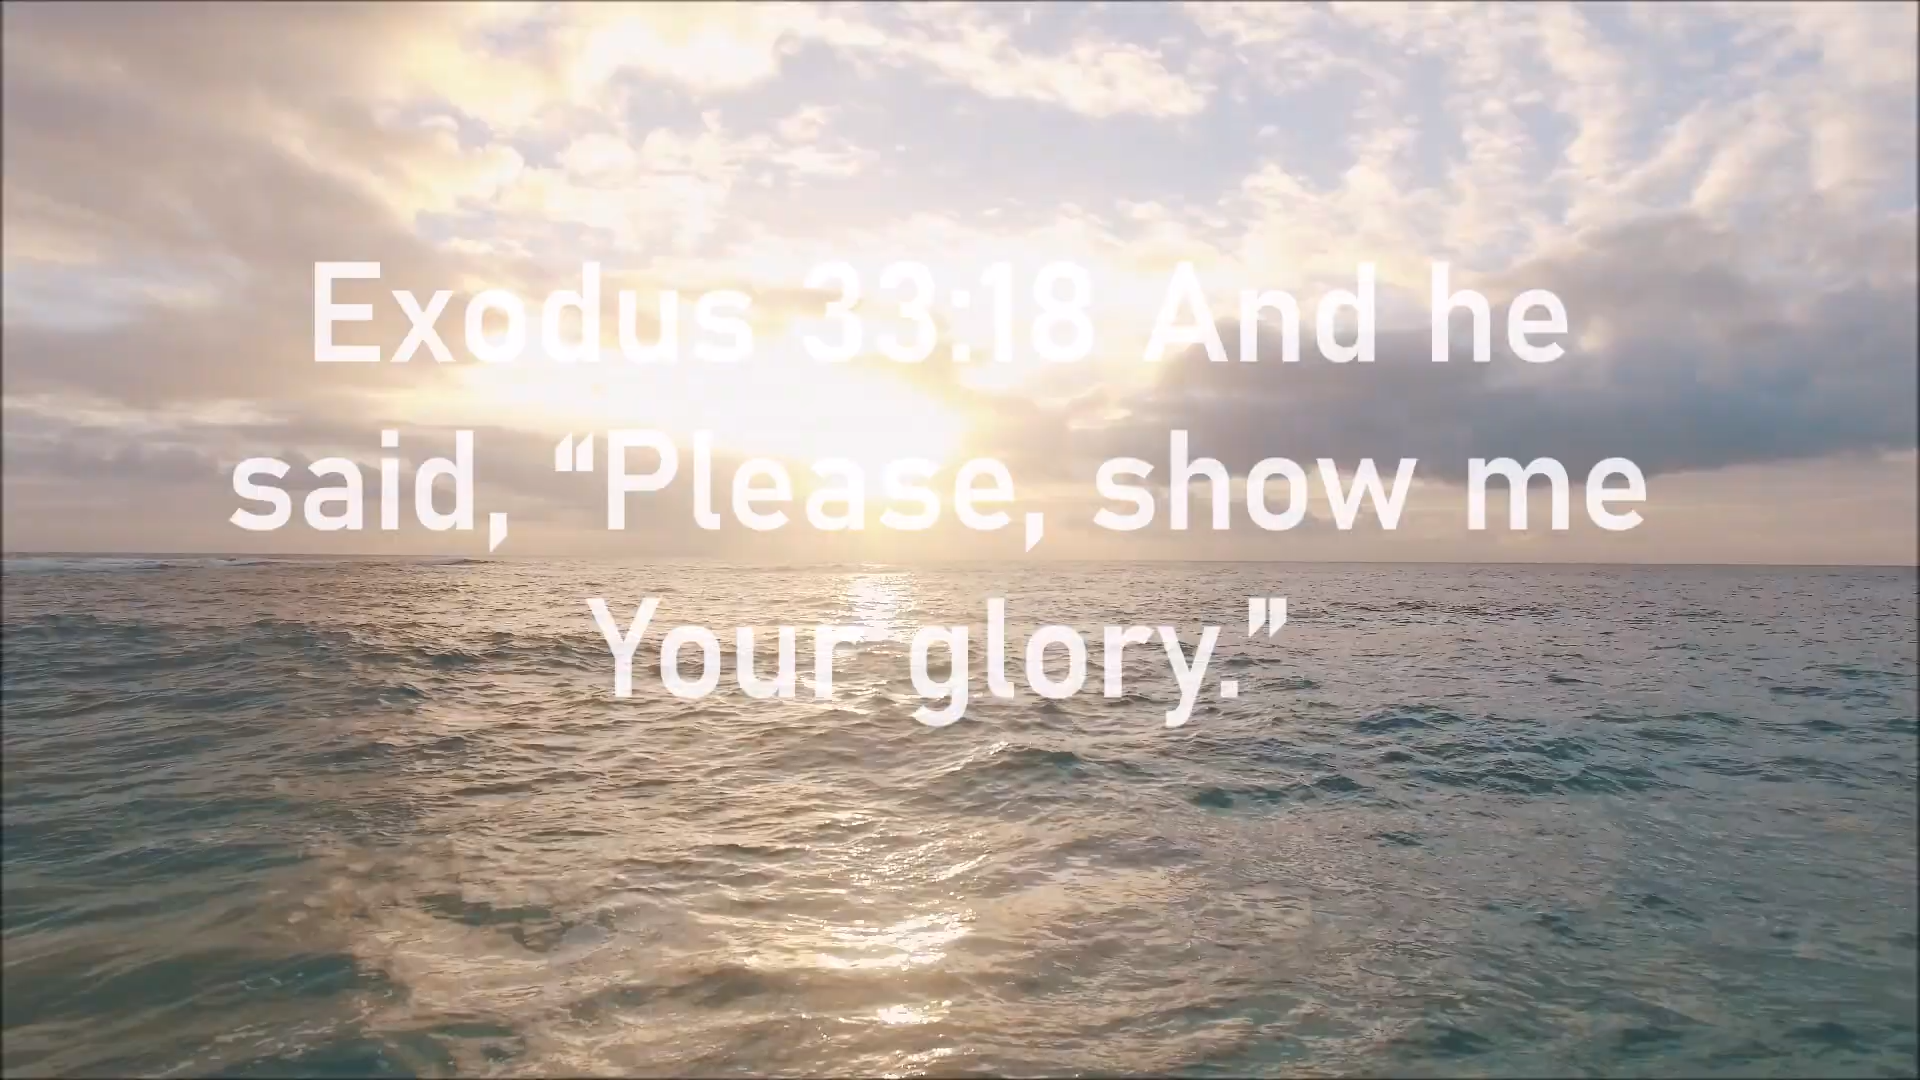 Exodus 33:18 And he
said, “Please, show me
Your glory.”